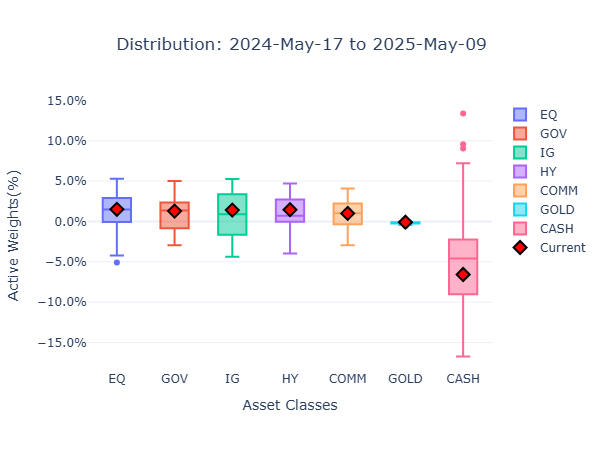 Distribution: 2024-May-17 to 2025-May-09
Active Weights(%)
15.0%
10.0%
5.0%
0.0%
−5.0%
−10.0%
−15.0%
EQ
GOV
IG
HY
COMM
GOLD
CASH
Asset Classes
EQ
GOV
IG
HY
COMM
GOLD
CASH
Current